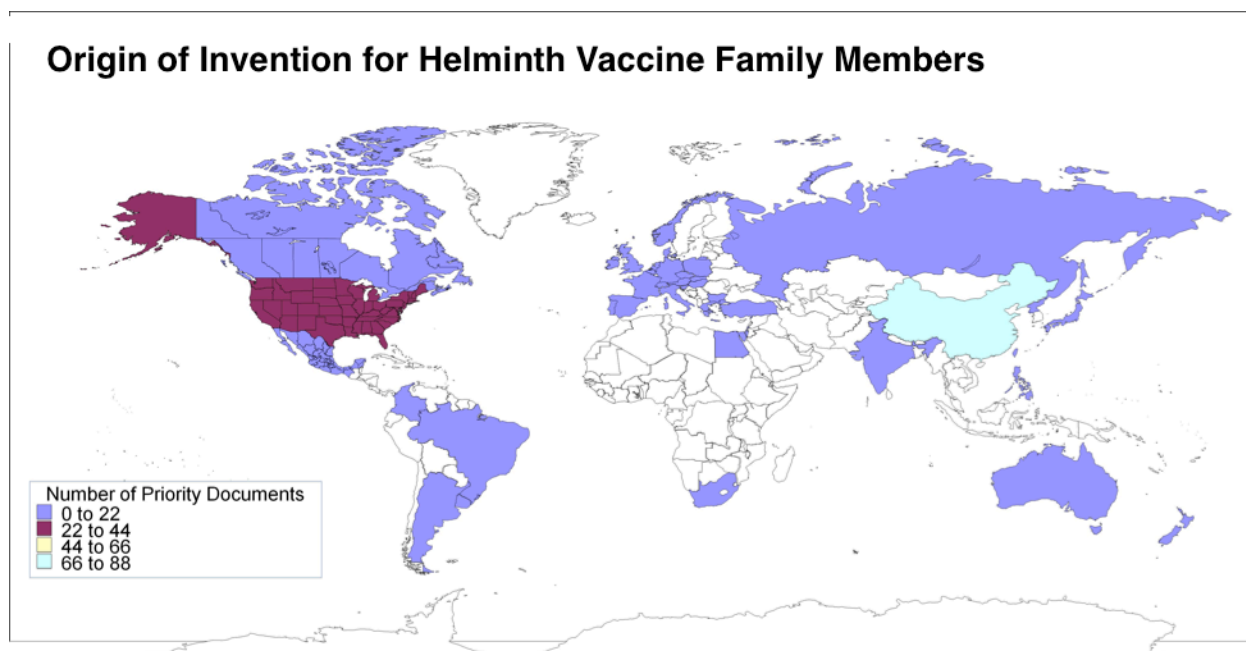 Origin of Invention for Helminth Vaccine Family Members
Number of Priority Documents
0 to 22
22 to 44
44 to 66
66 to 88